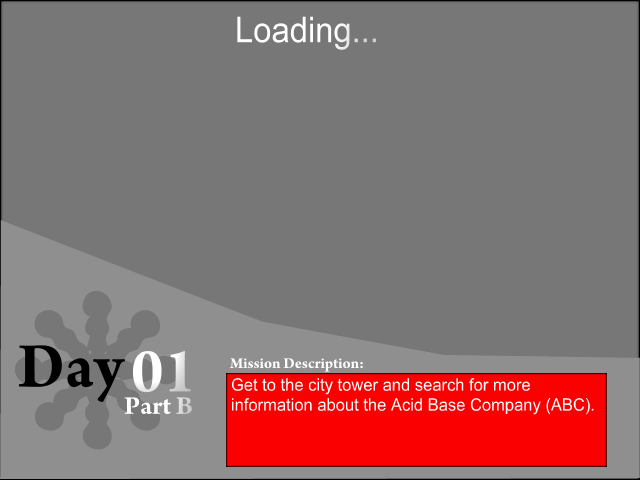 Loading...
Day 01
Part B
Mission Description:
Get to the city tower and search for more
information about the Acid Base Company (ABC).